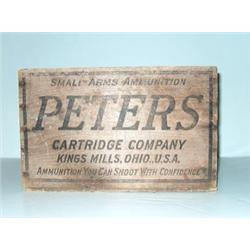 SMALL-ARMS AMMUNITION
PETERS
CARTRIDGE COMPANY
KINGS MILLS, OHIO. U.S.A.
AMMUNITION YOU CAN SHOOT WITH CONFIDENCE